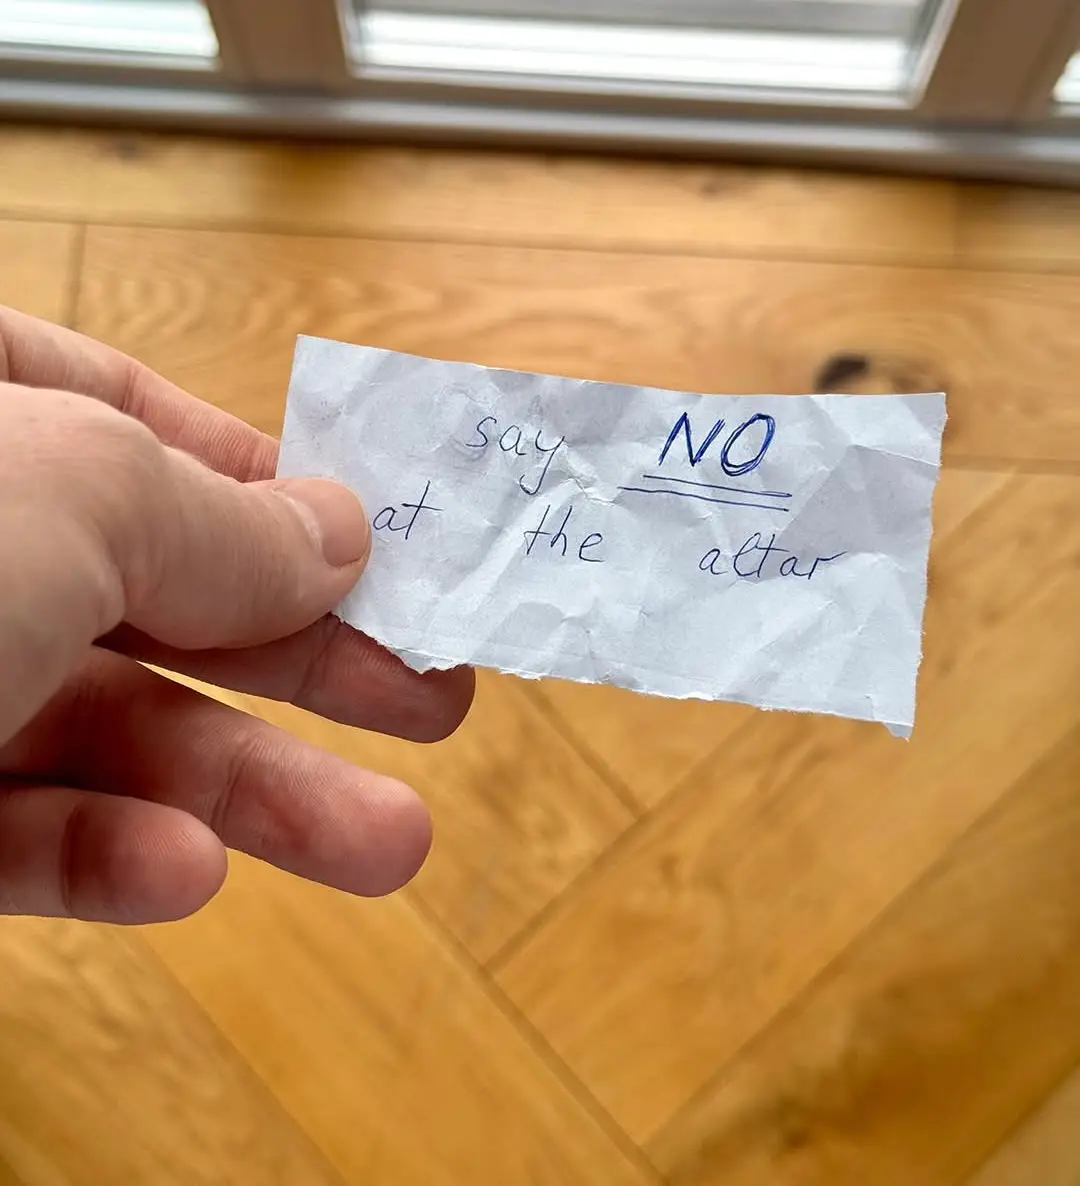 say NO
at the altar